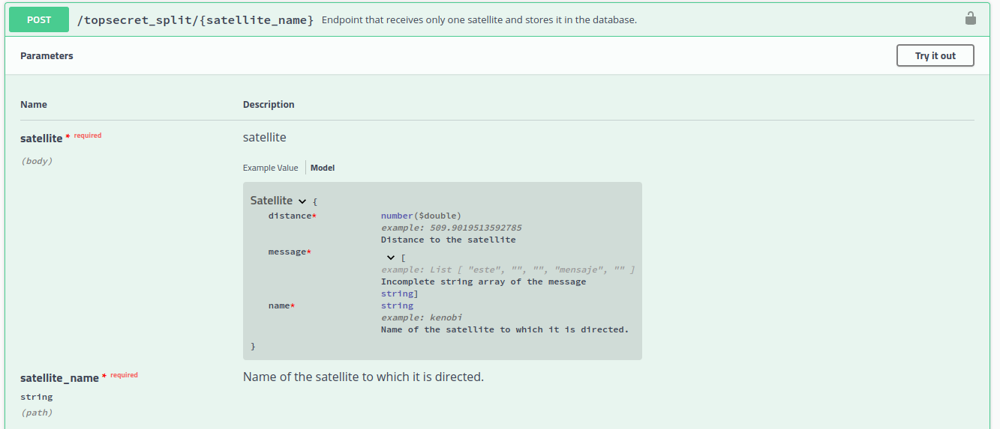 POST /topsecret_split/{satellite_name} Endpoint that receives only one satellite and stores it in the database.
Parameters Try it out
Name Description
satellite * required satellite
(body)
Example Value Model
Satellite {
distance* number($double)
example: 509.9019513592785
Distance to the satellite
message* [
example: List [ "este", "", "", "mensaje", "" ]
Incomplete string array of the message
string]
name* string
example: kenobi
Name of the satellite to which it is directed.
}
satellite_name * required Name of the satellite to which it is directed.
string
(path)